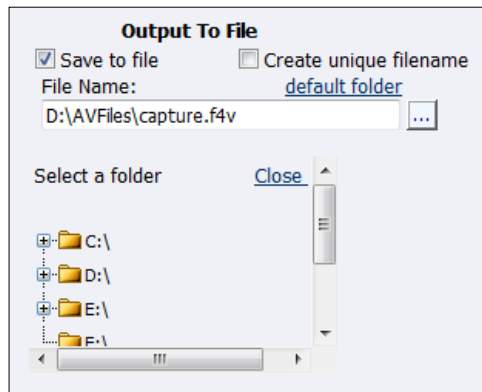 Output To File
Save to file Create unique filename
File Name: default folder
D:\AVFiles\capture.f4v ...
Select a folder Close
C:\
D:\
E:\
F:\